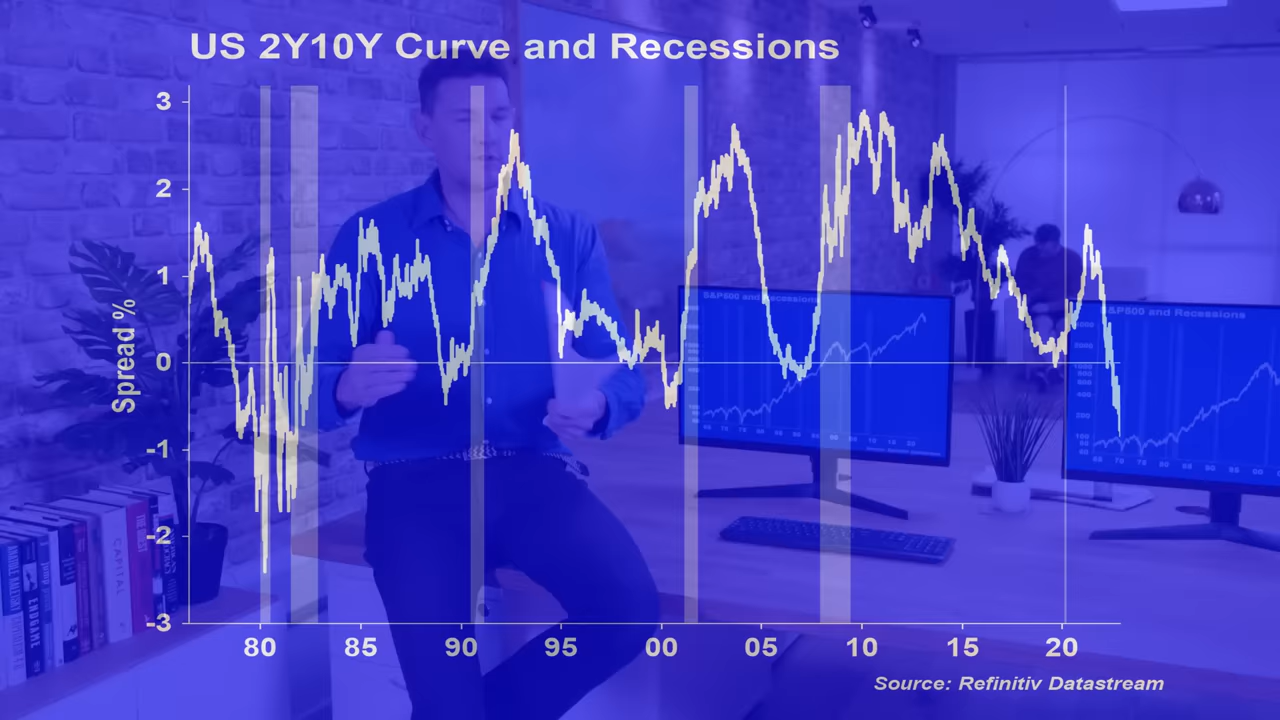 US 2Y10Y Curve and Recessions
3
2
1
0
-1
-2
-3
Spread %
80 85 90 95 00 05 10 15 20
Source: Refinitiv Datastream
S&P500 and Recessions
S&P500 and Recessions
CAPITAL
ENDGAME